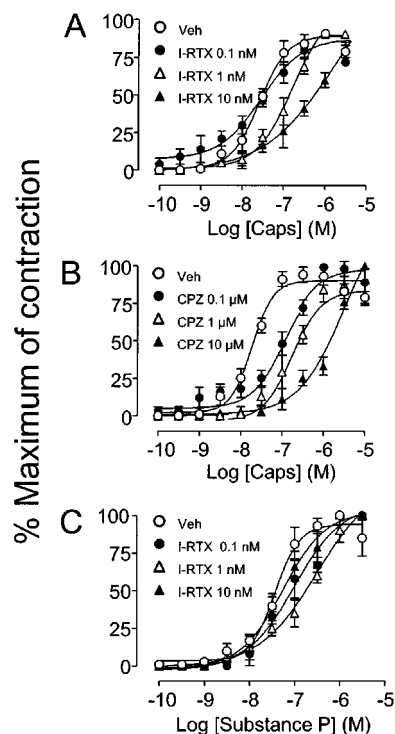 % Maximum of contraction
A
100
75
50
25
0
Veh
I-RTX 0.1 nM
I-RTX 1 nM
I-RTX 10 nM
-10 -9 -8 -7 -6 -5
Log [Caps] (M)
B
100
75
50
25
0
Veh
CPZ 0.1 µM
CPZ 1 µM
CPZ 10 µM
-10 -9 -8 -7 -6 -5
Log [Caps] (M)
C
100
75
50
25
0
Veh
I-RTX 0.1 nM
I-RTX 1 nM
I-RTX 10 nM
-10 -9 -8 -7 -6 -5
Log [Substance P] (M)